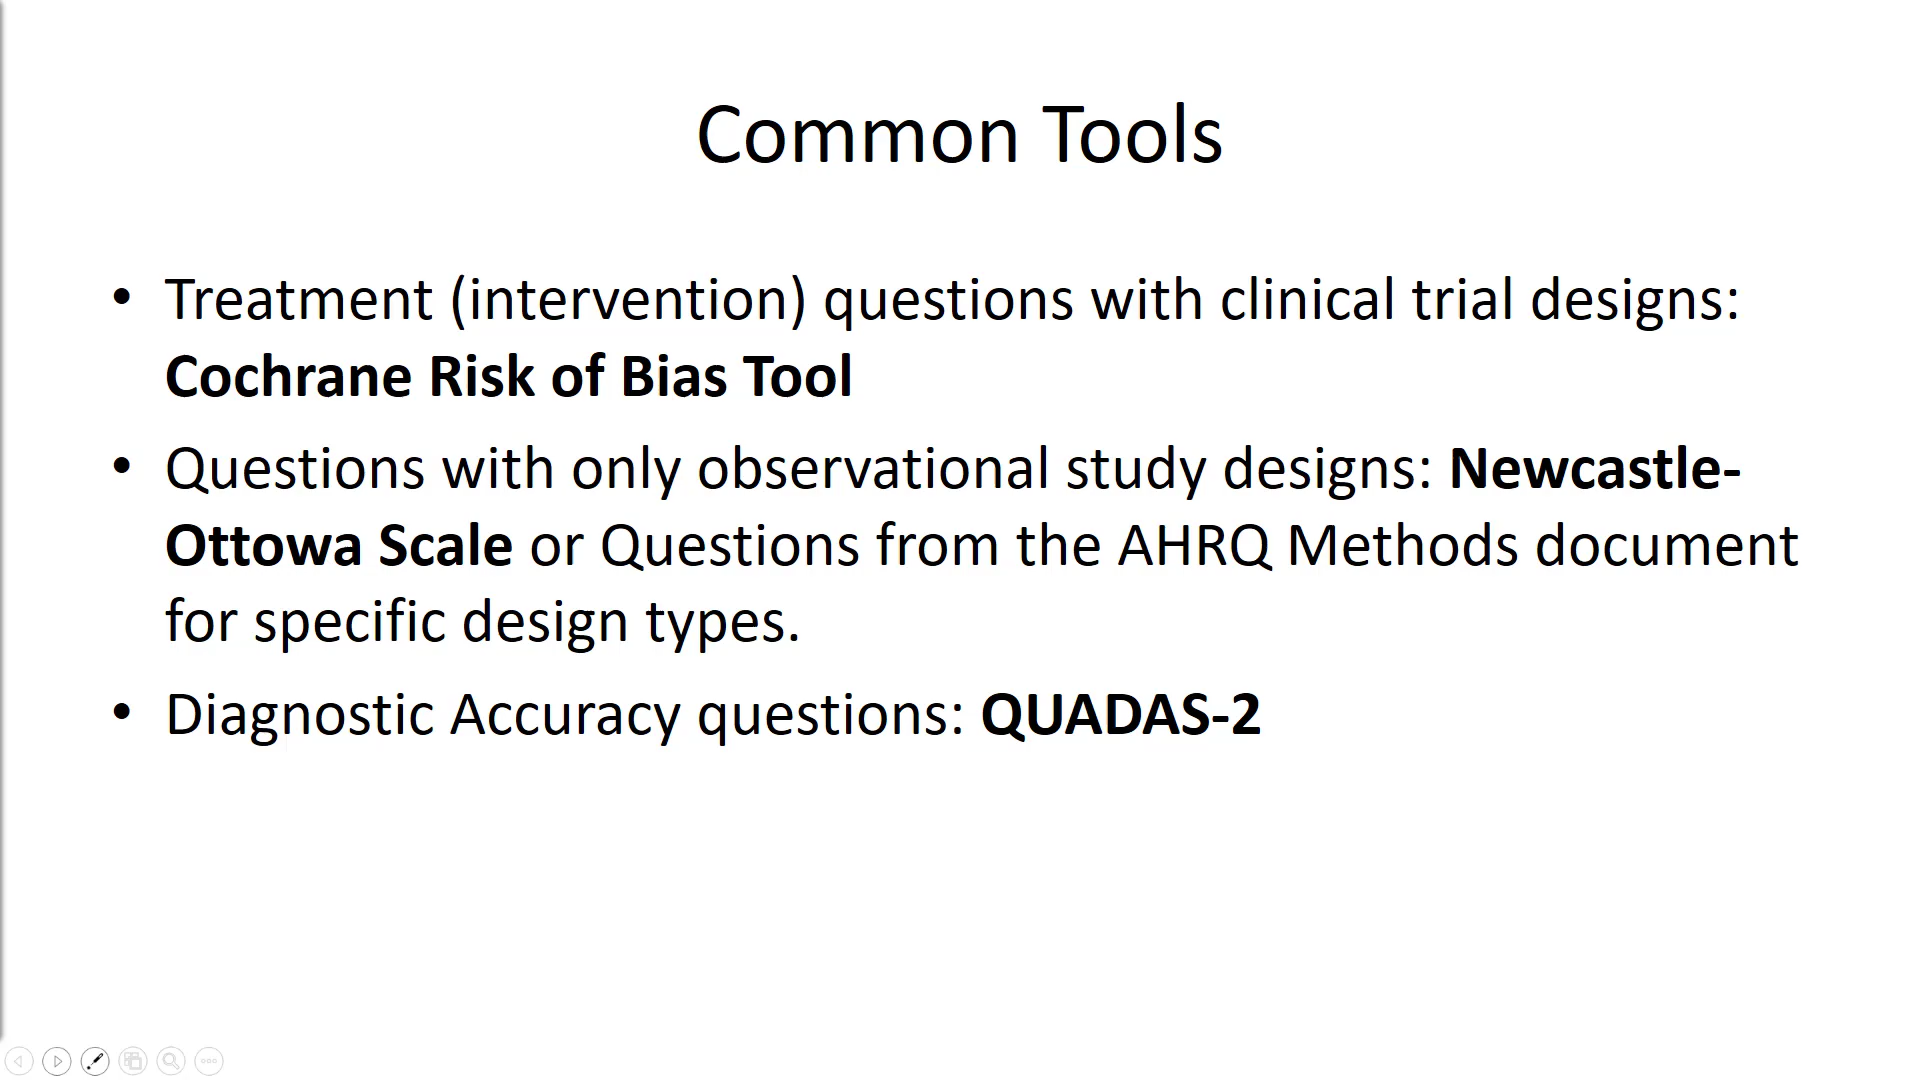 Common Tools
• Treatment (intervention) questions with clinical trial designs:
Cochrane Risk of Bias Tool
• Questions with only observational study designs: Newcastle-
Ottowa Scale or Questions from the AHRQ Methods document
for specific design types.
• Diagnostic Accuracy questions: QUADAS-2